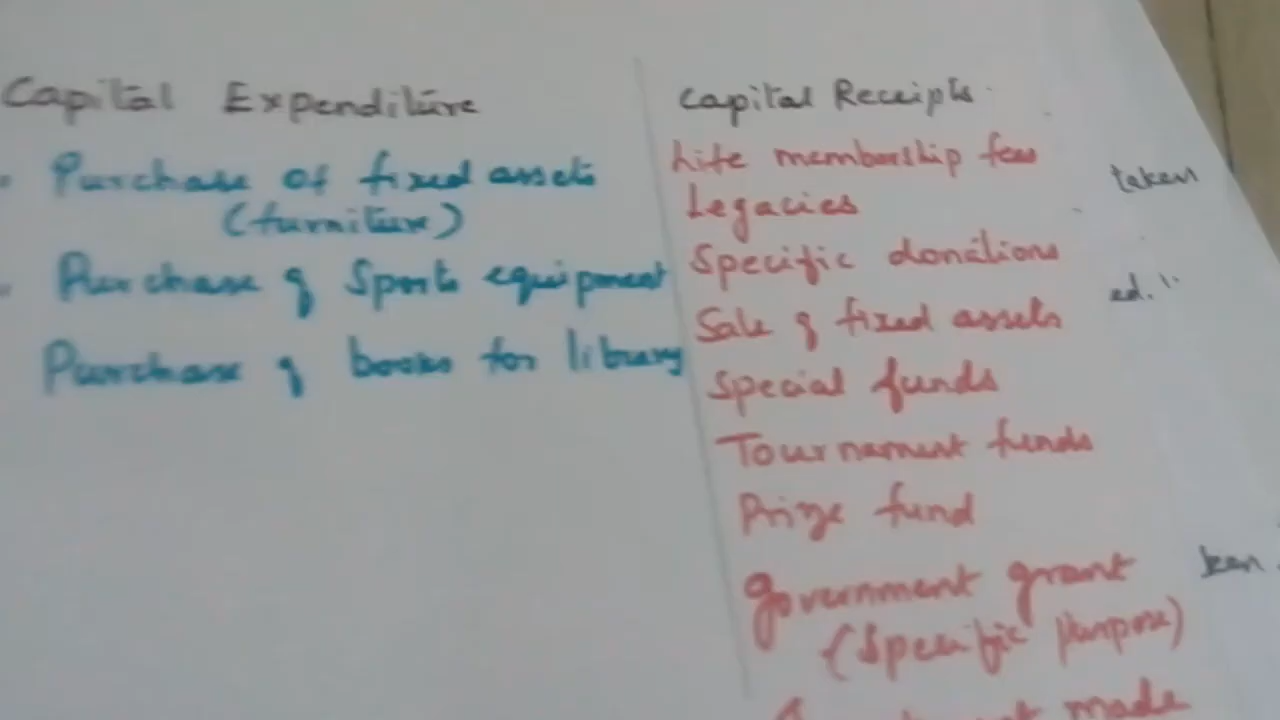 Capital Expenditure
Purchase of fixed assets
(furniture)
Purchase of Sports equipment
Purchase of books for library
Capital Receipts
Life membership fees
Legacies
Specific donations
Sale of fixed assets
Special funds
Tournament funds
Prize fund
Government grant
(Specific purpose)
made
taken
ed.